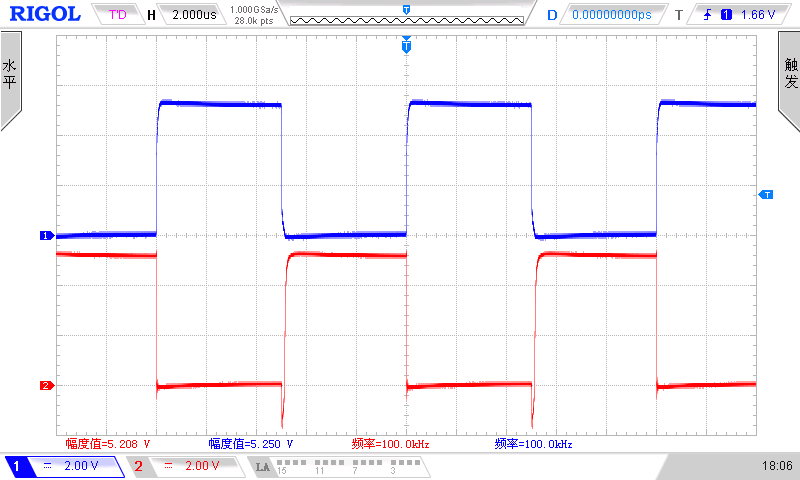 RIGOL T'D H 2.000us 1.000GSa/s 28.0k pts T D 0.00000000ps T 1 1.66 V
T
水平
触发
T
1
2
幅度值=5.208 V 幅度值=5.250 V 频率=100.0kHz 频率=100.0kHz
1 2.00 V 2 2.00 V LA 15 11 7 3 18:06